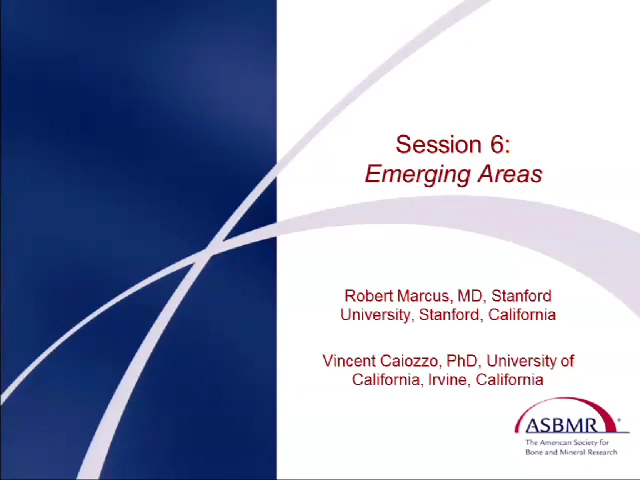 Session 6:
Emerging Areas
Robert Marcus, MD, Stanford
University, Stanford, California
Vincent Caiozzo, PhD, University of
California, Irvine, California
ASBMR®
The American Society for
Bone and Mineral Research